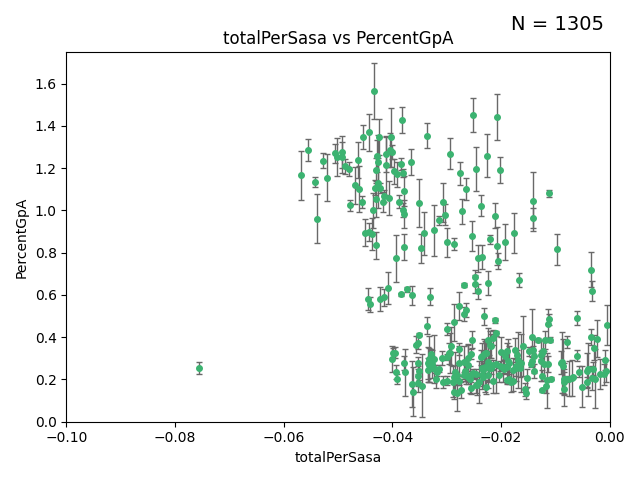 N = 1305
totalPerSasa vs PercentGpA
PercentGpA
1.6
1.4
1.2
1.0
0.8
0.6
0.4
0.2
0.0
−0.10 −0.08 −0.06 −0.04 −0.02 0.00
totalPerSasa